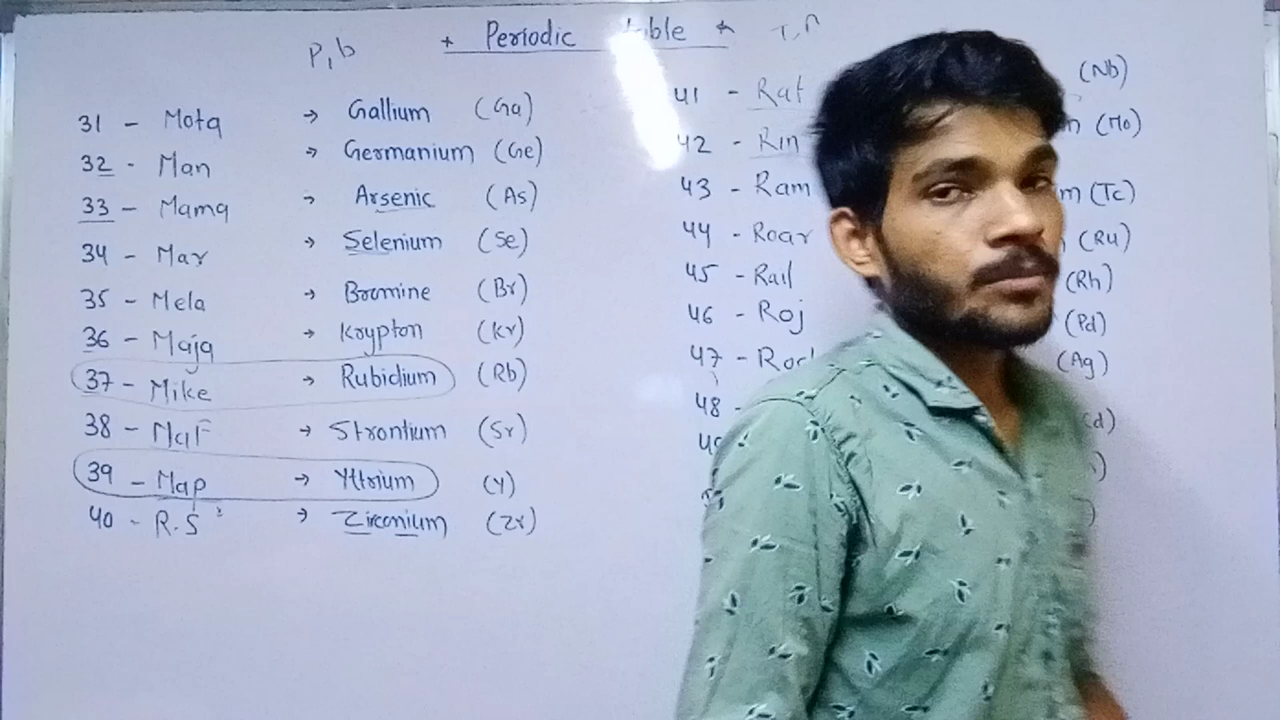 * Periodic table *
P, b
T, n
31 - Mota → Gallium (Ga)
32 - Man → Germanium (Ge)
33 - Mama → Arsenic (As)
34 - Mar → Selenium (Se)
35 - Mela → Bromine (Br)
36 - Maja → Krypton (Kr)
37 - Mike → Rubidium (Rb)
38 - Maf → Strontium (Sr)
39 - Map → Yttrium (Y)
40 - R.S → Zirconium (Zr)
41 - Rat (Nb)
42 - Rin (Mo)
43 - Ram (Tc)
44 - Roar (Ru)
45 - Rail (Rh)
46 - Roj (Pd)
47 - (Ag)
48 -